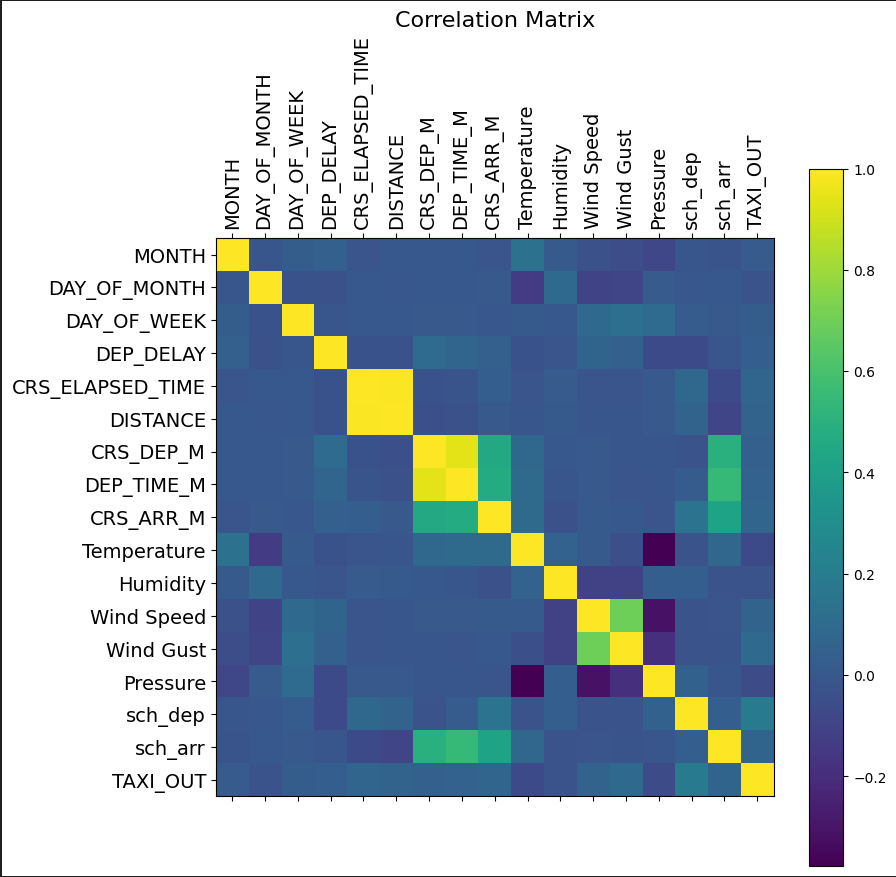 Correlation Matrix
MONTH
DAY_OF_MONTH
DAY_OF_WEEK
DEP_DELAY
CRS_ELAPSED_TIME
DISTANCE
CRS_DEP_M
DEP_TIME_M
CRS_ARR_M
Temperature
Humidity
Wind Speed
Wind Gust
Pressure
sch_dep
sch_arr
TAXI_OUT
MONTH
DAY_OF_MONTH
DAY_OF_WEEK
DEP_DELAY
CRS_ELAPSED_TIME
DISTANCE
CRS_DEP_M
DEP_TIME_M
CRS_ARR_M
Temperature
Humidity
Wind Speed
Wind Gust
Pressure
sch_dep
sch_arr
TAXI_OUT
1.0
0.8
0.6
0.4
0.2
0.0
−0.2